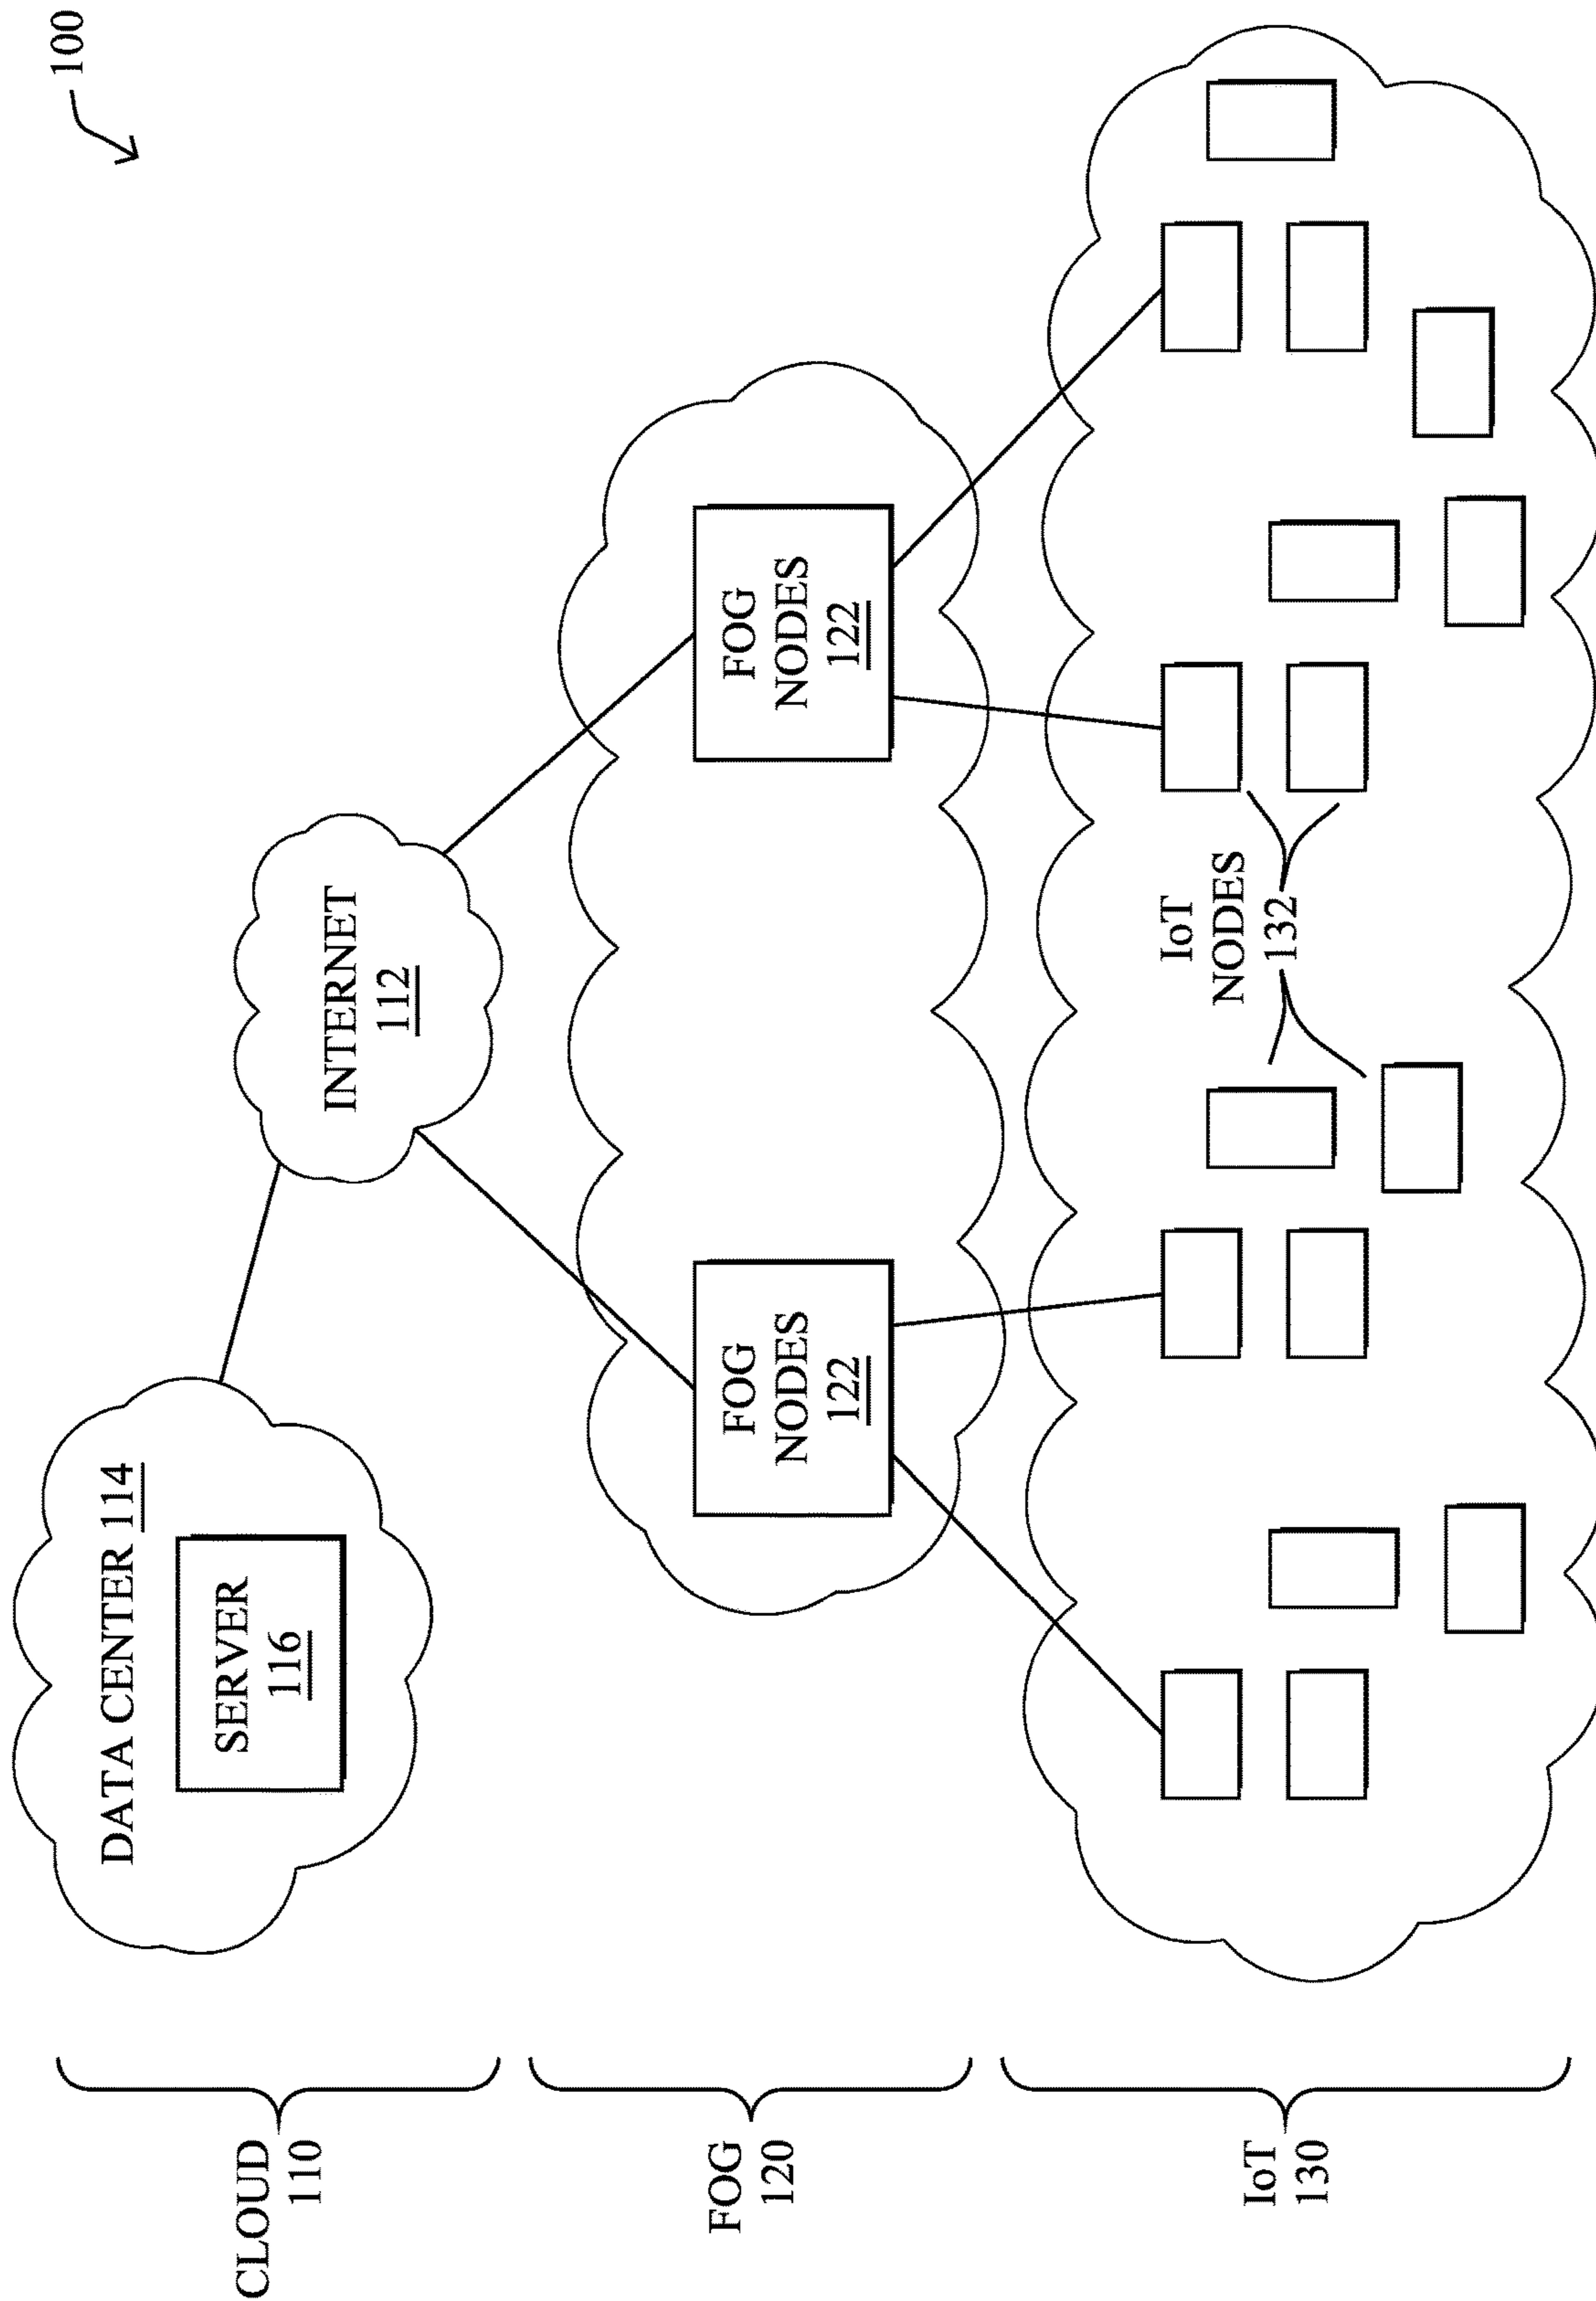 100
CLOUD
110
DATA CENTER 114
SERVER
116
INTERNET
112
FOG
120
FOG
NODES
122
FOG
NODES
122
IoT
130
IoT
NODES
132